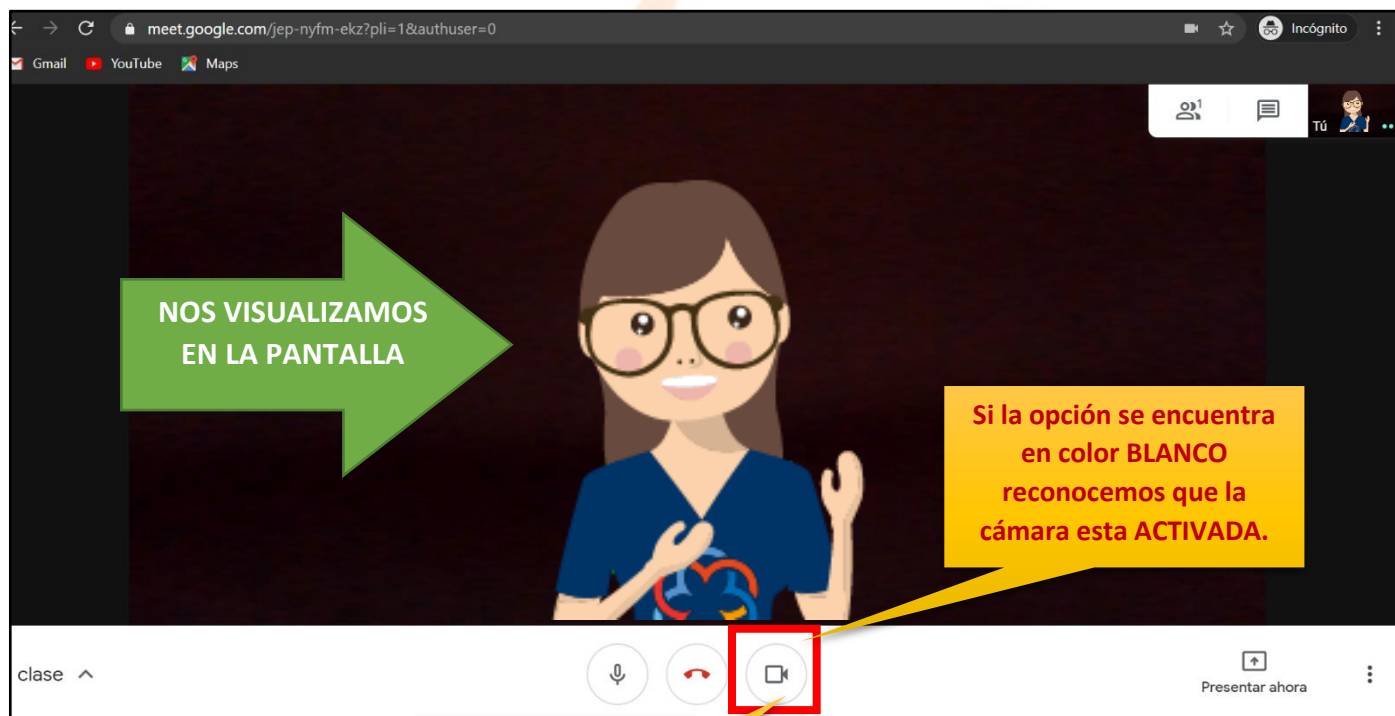 meet.google.com/jep-nyfm-ekz?pli=1&authuser=0
Incógnito
Gmail YouTube Maps
1
Tú
NOS VISUALIZAMOS
EN LA PANTALLA
Si la opción se encuentra
en color BLANCO
reconocemos que la
cámara esta ACTIVADA.
clase
Presentar ahora